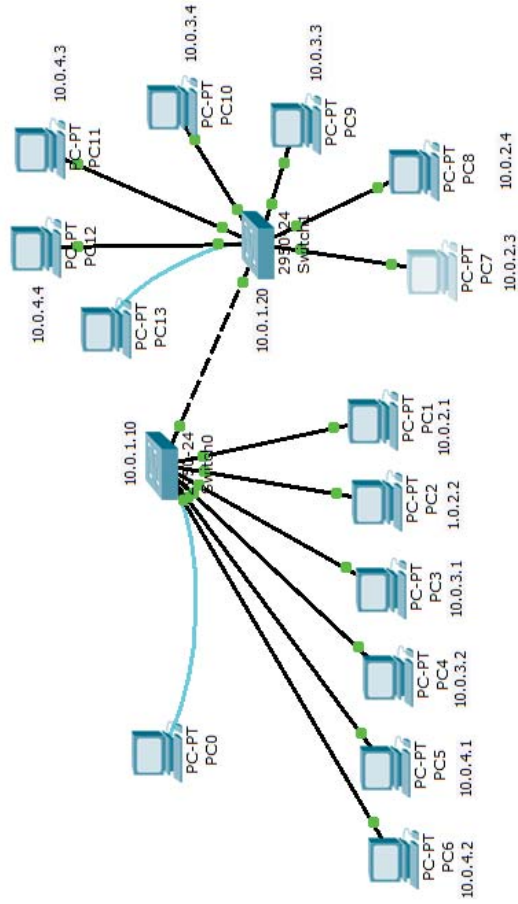 10.0.4.3
PC-PT
PC11
10.0.3.4
PC-PT
PC10
10.0.4.4
PC-PT
PC12
PC-PT
PC13
10.0.3.3
PC-PT
PC9
10.0.1.20
2950-24
Switch1
PC-PT
PC8
10.0.2.4
PC-PT
PC7
10.0.2.3
10.0.1.10
2950-24
Switch0
PC-PT
PC0
PC-PT
PC1
10.0.2.1
PC-PT
PC2
1.0.2.2
PC-PT
PC3
10.0.3.1
PC-PT
PC4
10.0.3.2
PC-PT
PC5
10.0.4.1
PC-PT
PC6
10.0.4.2